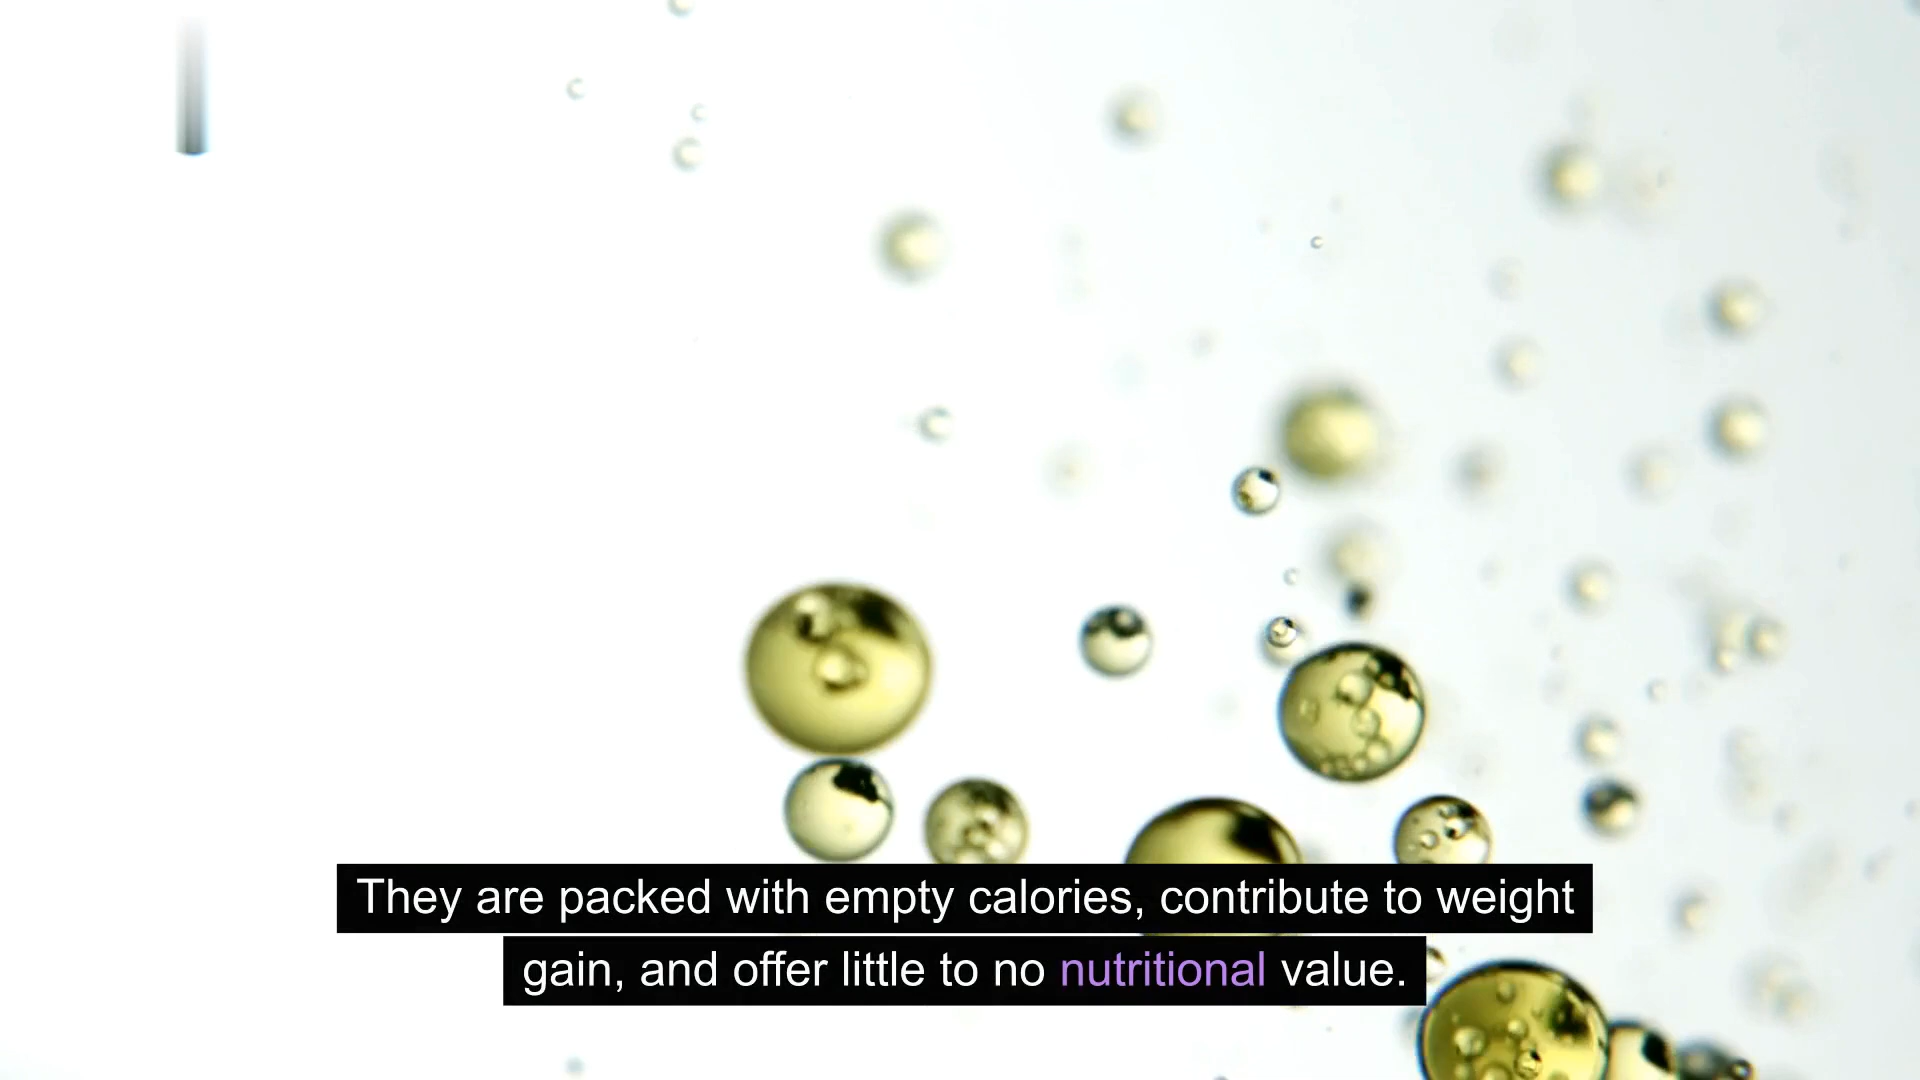 They are packed with empty calories, contribute to weight
gain, and offer little to no nutritional value.